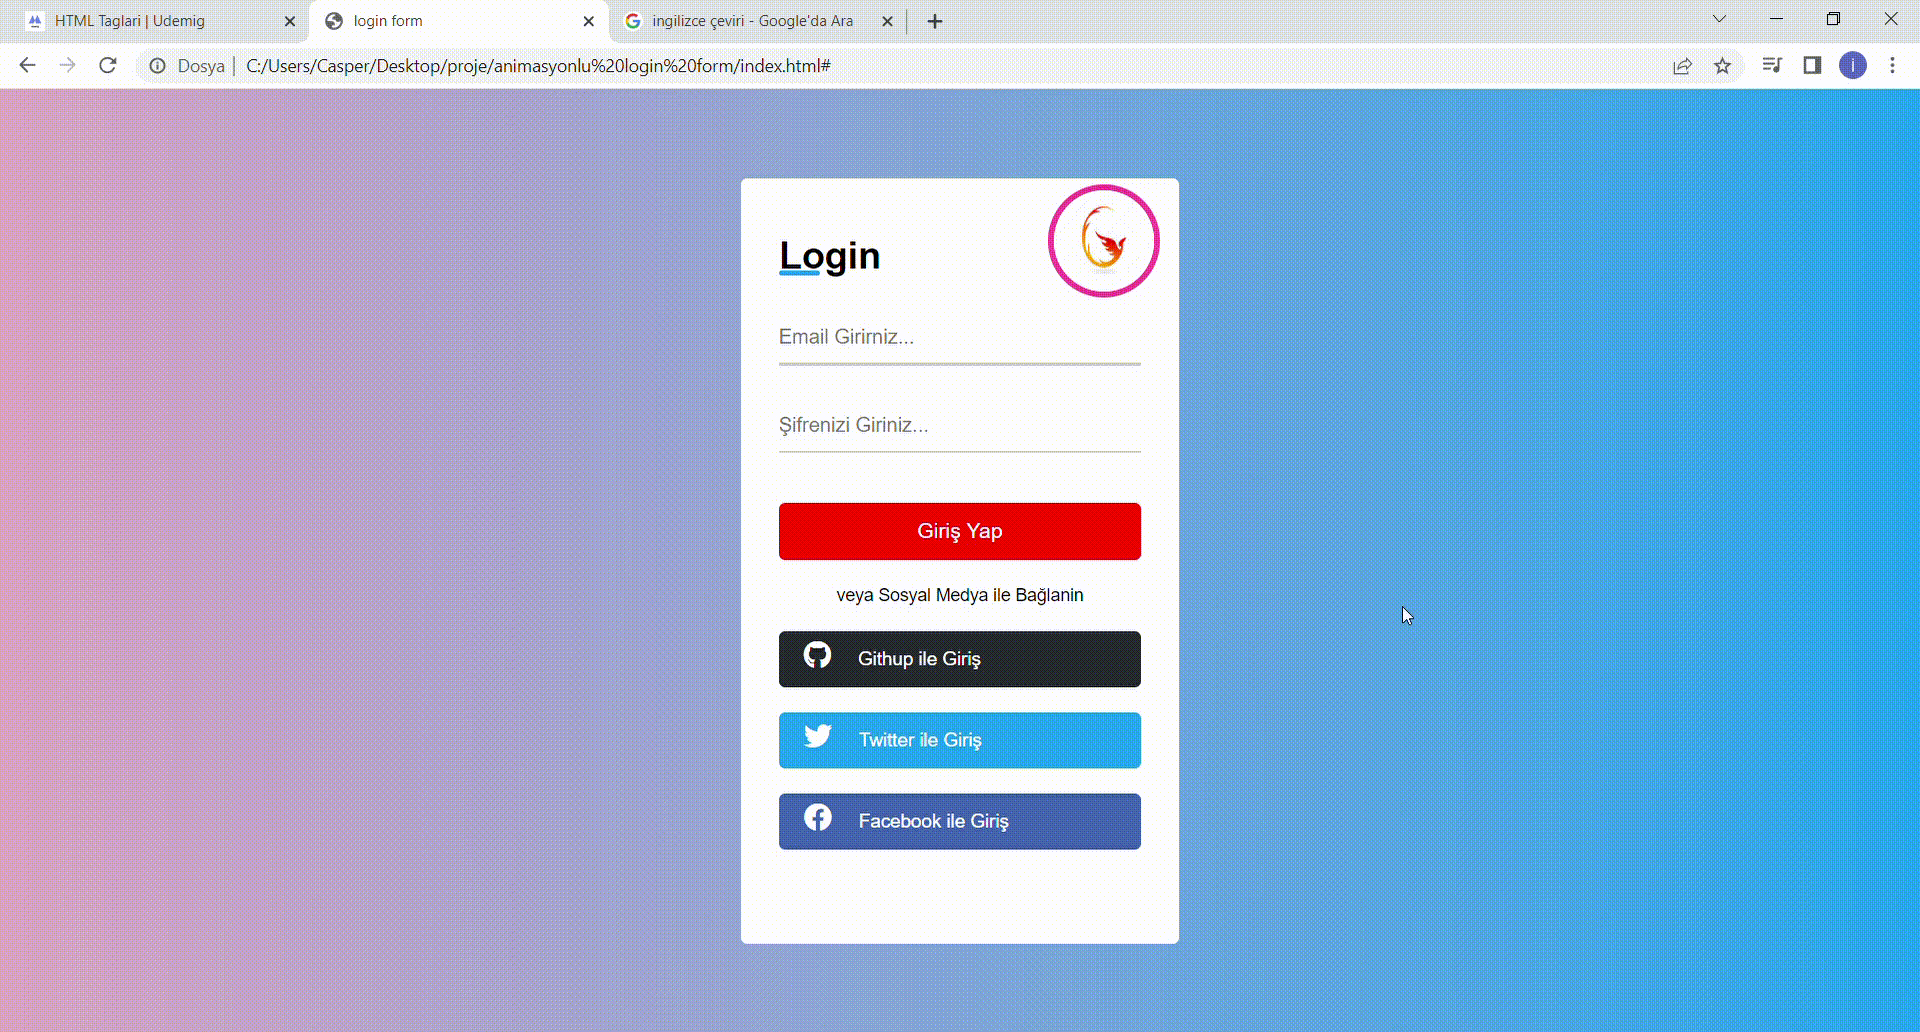 HTML Taglari | Udemig
login form
ingilizce çeviri - Google'da Ara
Dosya | C:/Users/Casper/Desktop/proje/animasyonlu%20login%20form/index.html#
i
Login
Email Girirniz...
Şifrenizi Giriniz...
Giriş Yap
veya Sosyal Medya ile Bağlanin
Githup ile Giriş
Twitter ile Giriş
Facebook ile Giriş